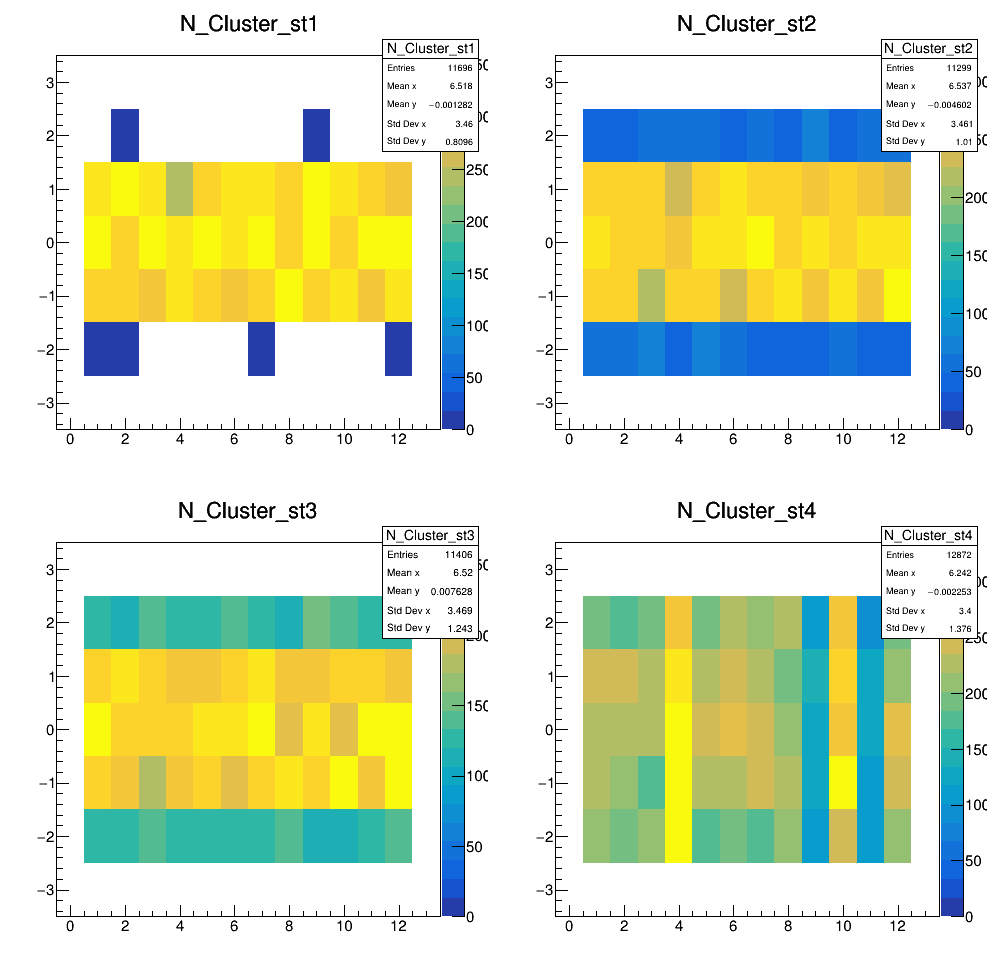 N_Cluster_st1
N_Cluster_st1
Entries 11696
Mean x 6.518
Mean y −0.001282
Std Dev x 3.46
Std Dev y 0.8096
3
2
1
0
−1
−2
−3
0 2 4 6 8 10 12
250
200
150
100
50
0
N_Cluster_st2
N_Cluster_st2
Entries 11299
Mean x 6.537
Mean y −0.004602
Std Dev x 3.461
Std Dev y 1.01
3
2
1
0
−1
−2
−3
0 2 4 6 8 10 12
250
200
150
100
50
0
N_Cluster_st3
N_Cluster_st3
Entries 11406
Mean x 6.52
Mean y 0.007628
Std Dev x 3.469
Std Dev y 1.243
3
2
1
0
−1
−2
−3
0 2 4 6 8 10 12
200
150
100
50
0
N_Cluster_st4
N_Cluster_st4
Entries 12872
Mean x 6.242
Mean y −0.002253
Std Dev x 3.4
Std Dev y 1.376
3
2
1
0
−1
−2
−3
0 2 4 6 8 10 12
250
200
150
100
50
0